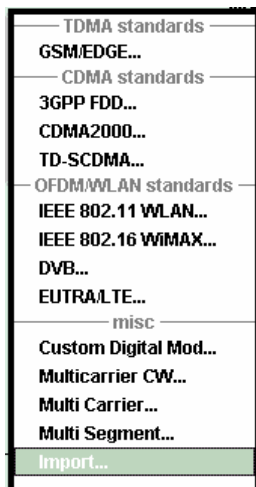 TDMA standards
GSM/EDGE...
CDMA standards
3GPP FDD...
CDMA2000...
TD-SCDMA...
OFDM/WLAN standards
IEEE 802.11 WLAN...
IEEE 802.16 WiMAX...
DVB...
EUTRA/LTE...
misc
Custom Digital Mod...
Multicarrier CW...
Multi Carrier...
Multi Segment...
Import...